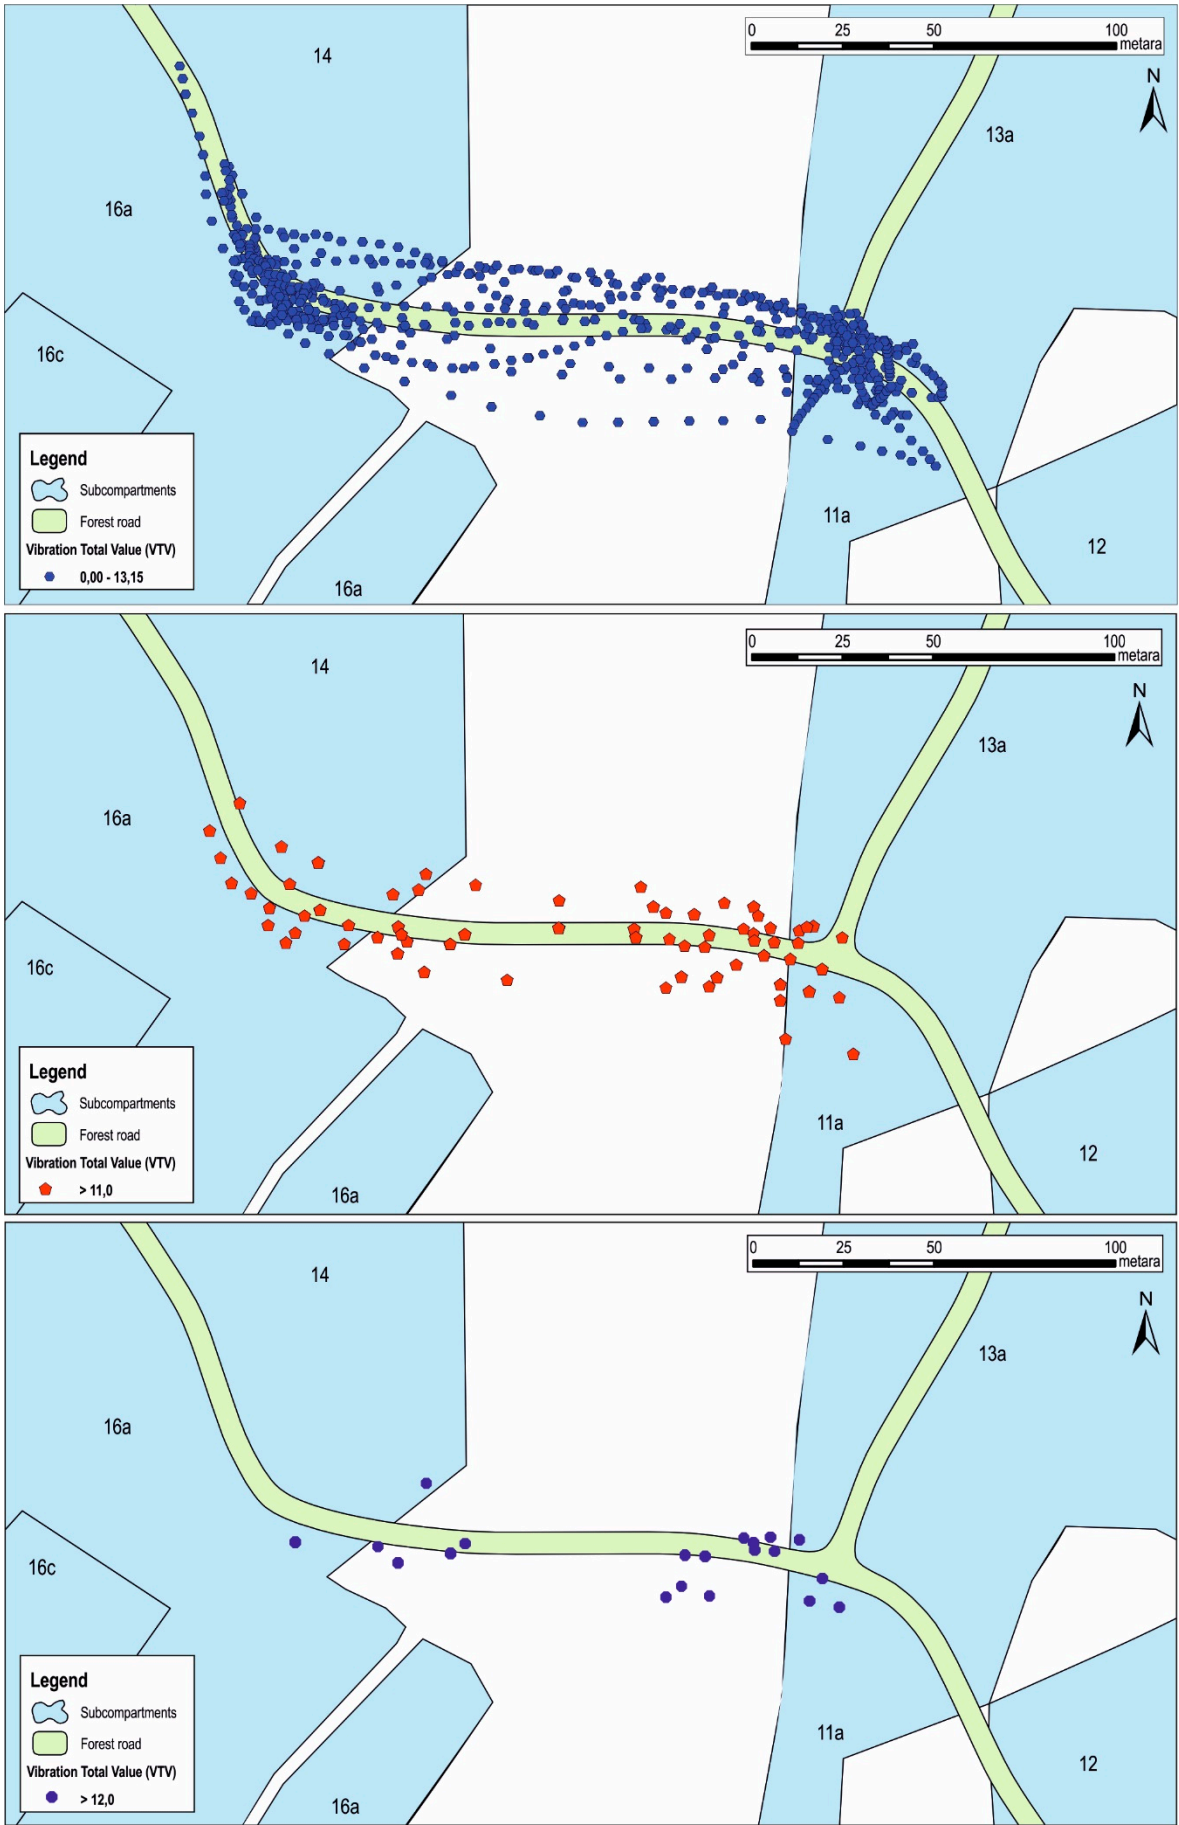 0 25 50 100
metara
N
14
13a
16a
16c
11a
12
16a
Legend
Subcompartments
Forest road
Vibration Total Value (VTV)
0,00 - 13,15
0 25 50 100
metara
N
14
13a
16a
16c
11a
12
16a
Legend
Subcompartments
Forest road
Vibration Total Value (VTV)
> 11,0
0 25 50 100
metara
N
14
13a
16a
16c
11a
12
16a
Legend
Subcompartments
Forest road
Vibration Total Value (VTV)
> 12,0